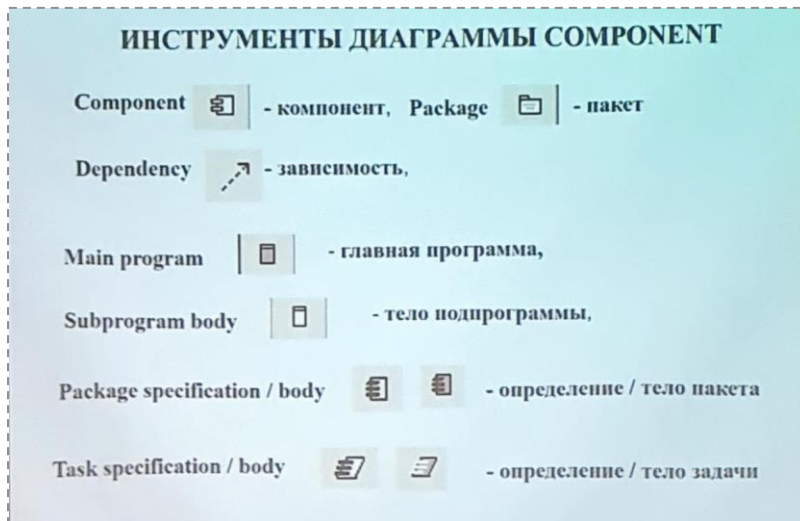 ИНСТРУМЕНТЫ ДИАГРАММЫ COMPONENT
Component - компонент, Package - пакет
Dependency - зависимость,
Main program - главная программа,
Subprogram body - тело подпрограммы,
Package specification / body - определение / тело пакета
Task specification / body - определение / тело задачи